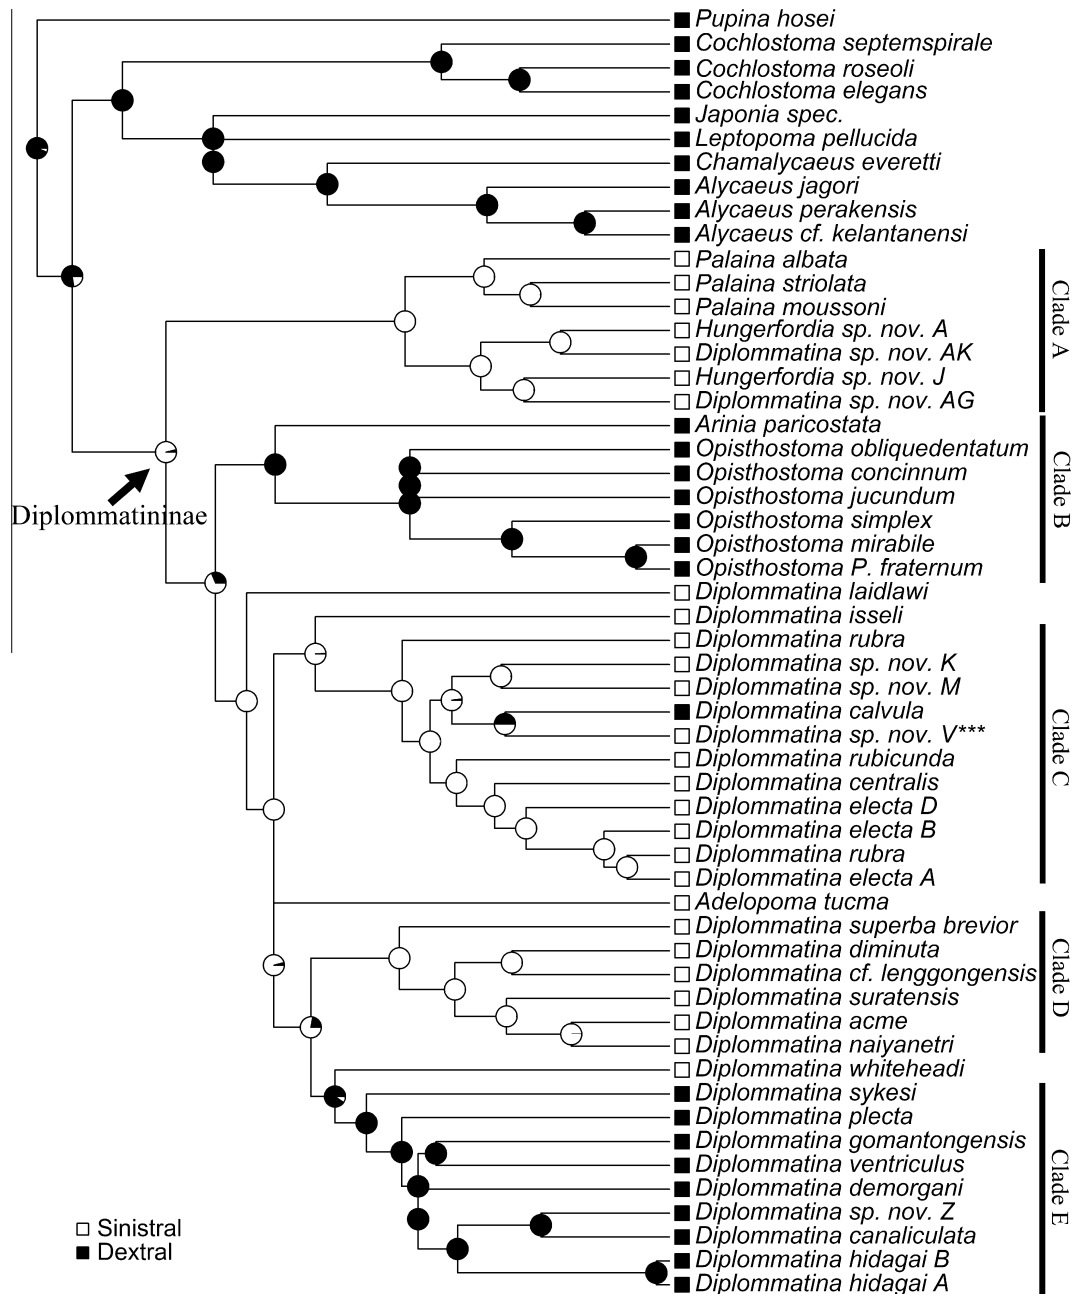 Pupina hosei
Cochlostoma septemspirale
Cochlostoma roseoli
Cochlostoma elegans
Japonia spec.
Leptopoma pellucida
Chamalycaeus everetti
Alycaeus jagori
Alycaeus perakensis
Alycaeus cf. kelantanensi
Palaina albata
Palaina striolata
Palaina moussoni
Hungerfordia sp. nov. A
Diplommatina sp. nov. AK
Hungerfordia sp. nov. J
Diplommatina sp. nov. AG
Clade A
Arinia paricostata
Opisthostoma obliquedentatum
Opisthostoma concinnum
Opisthostoma jucundum
Opisthostoma simplex
Opisthostoma mirabile
Opisthostoma P. fraternum
Clade B
Diplommatininae
Diplommatina laidlawi
Diplommatina isseli
Diplommatina rubra
Diplommatina sp. nov. K
Diplommatina sp. nov. M
Diplommatina calvula
Diplommatina sp. nov. V***
Diplommatina rubicunda
Diplommatina centralis
Diplommatina electa D
Diplommatina electa B
Diplommatina rubra
Diplommatina electa A
Clade C
Adelopoma tucma
Diplommatina superba brevior
Diplommatina diminuta
Diplommatina cf. lenggongensis
Diplommatina suratensis
Diplommatina acme
Diplommatina naiyanetri
Clade D
Diplommatina whiteheadi
Diplommatina sykesi
Diplommatina plecta
Diplommatina gomantongensis
Diplommatina ventriculus
Diplommatina demorgani
Diplommatina sp. nov. Z
Diplommatina canaliculata
Diplommatina hidagai B
Diplommatina hidagai A
Clade E
Sinistral
Dextral